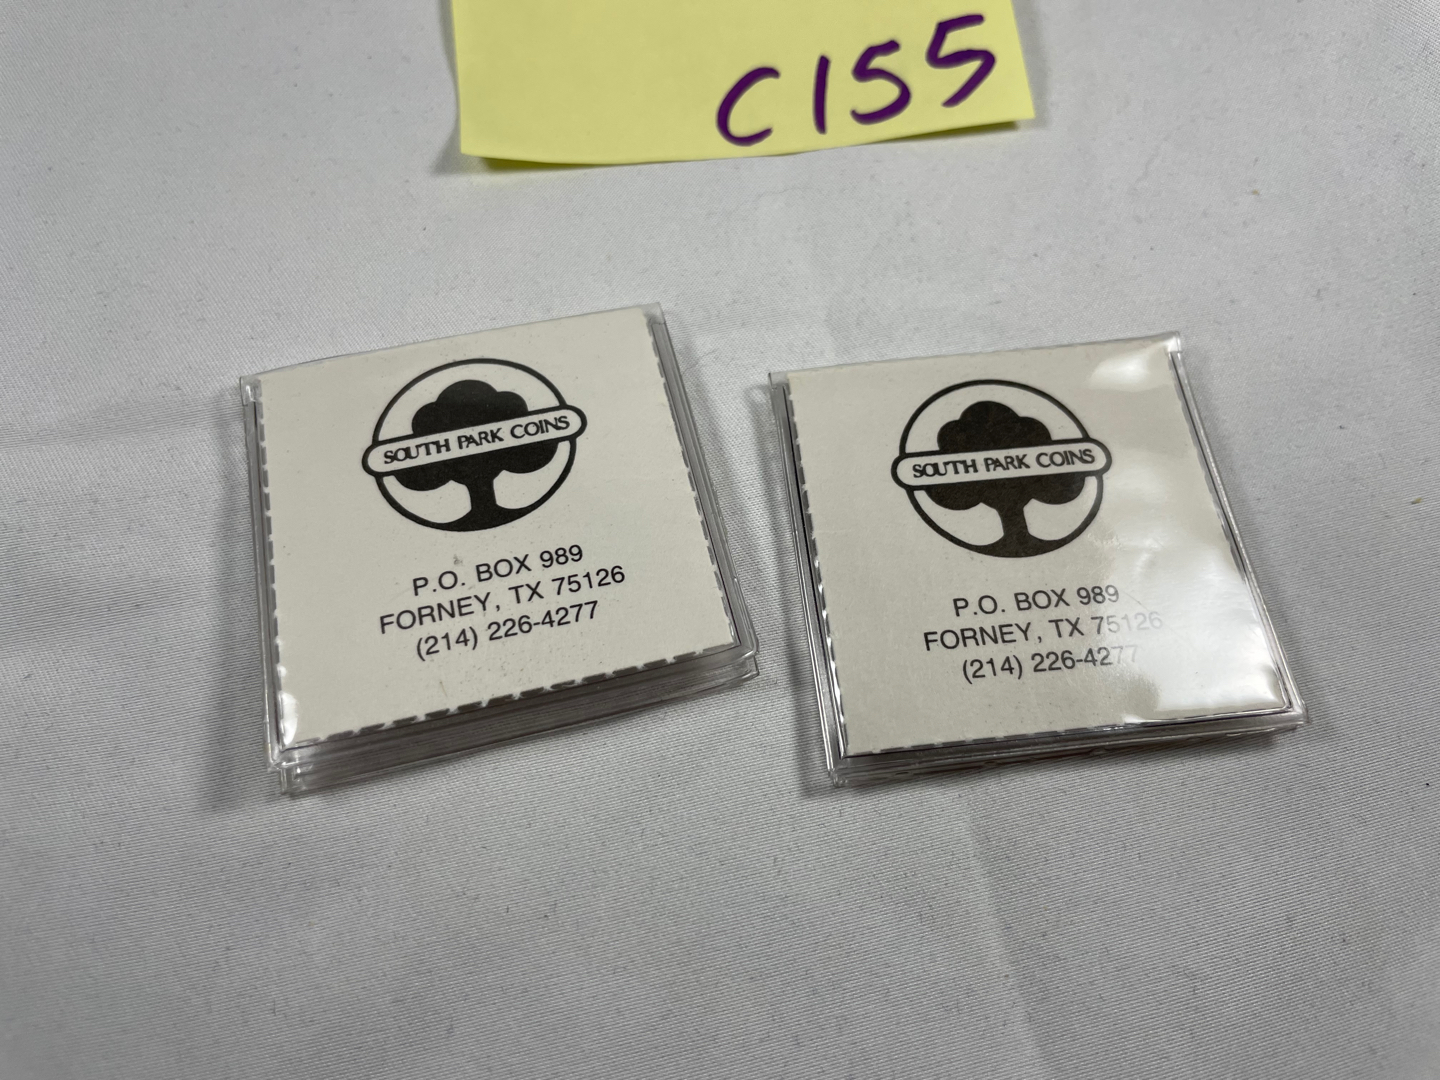 C155
SOUTH PARK COINS
P.O. BOX 989
FORNEY, TX 75126
(214) 226-4277
SOUTH PARK COINS
P.O. BOX 989
FORNEY, TX 75126
(214) 226-4277